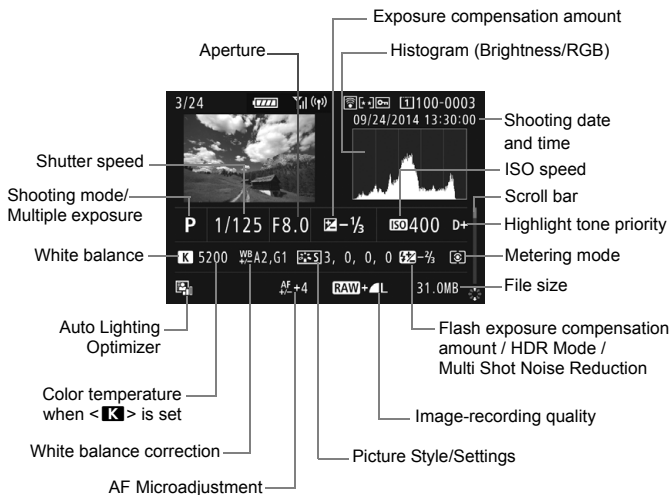 Exposure compensation amount
Aperture
Histogram (Brightness/RGB)
3/24
1 100-0003
09/24/2014 13:30:00
Shooting date
and time
Shutter speed
ISO speed
Shooting mode/
Multiple exposure
Scroll bar
P 1/125 F8.0 -1/3 ISO 400 D+
Highlight tone priority
White balance
K 5200 WB+/- A2,G1 S 3, 0, 0, 0 -2/3
Metering mode
AF+/- +4 RAW+L 31.0MB
File size
Auto Lighting
Optimizer
Flash exposure compensation
amount / HDR Mode /
Multi Shot Noise Reduction
Color temperature
when <K> is set
Image-recording quality
White balance correction
Picture Style/Settings
AF Microadjustment